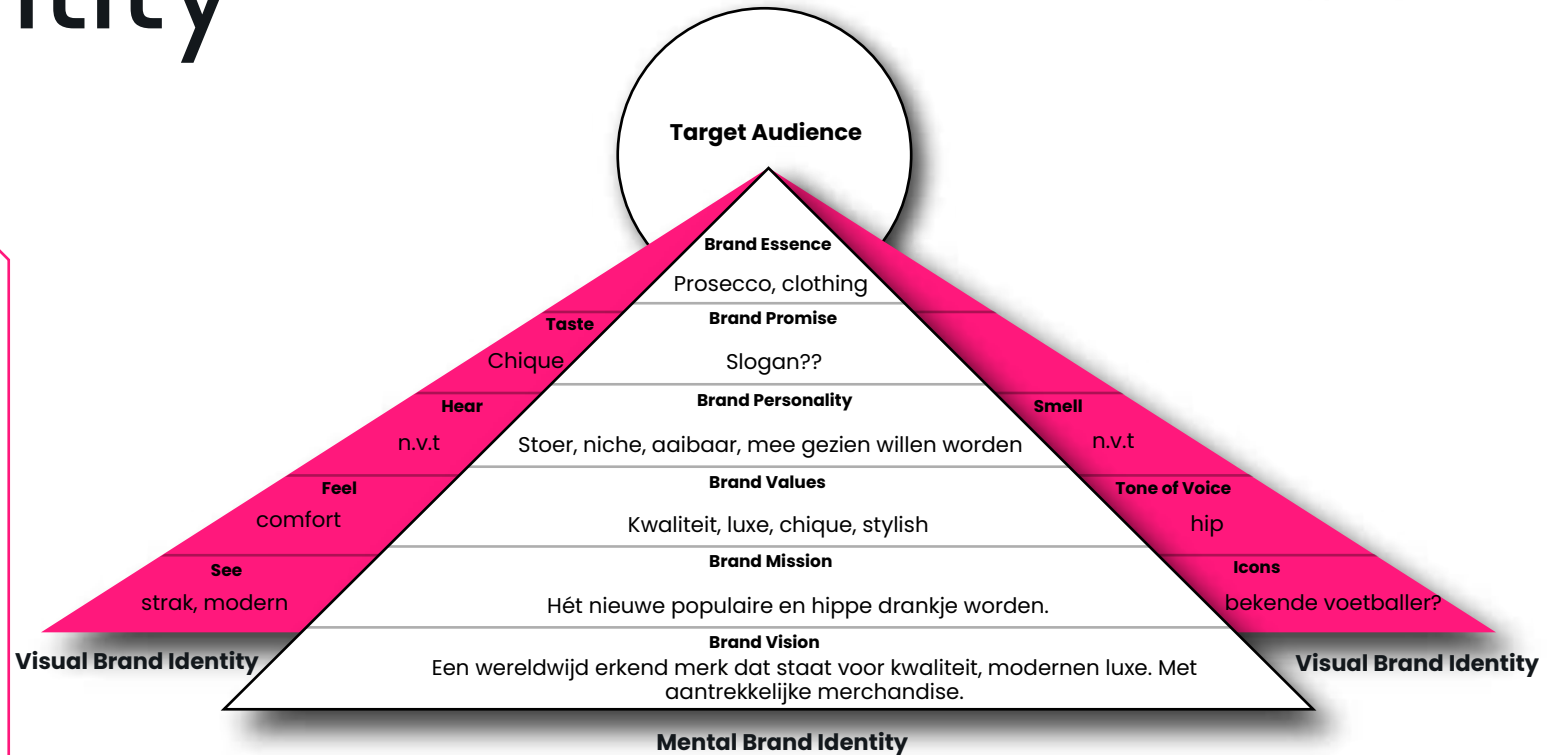 ntity
Target Audience
Brand Essence
Prosecco, clothing
Brand Promise
Slogan??
Brand Personality
Stoer, niche, aaibaar, mee gezien willen worden
Brand Values
Kwaliteit, luxe, chique, stylish
Brand Mission
Hét nieuwe populaire en hippe drankje worden.
Brand Vision
Een wereldwijd erkend merk dat staat voor kwaliteit, modernen luxe. Met
aantrekkelijke merchandise.
Mental Brand Identity
Taste
Chique
Hear
n.v.t
Feel
comfort
See
strak, modern
Visual Brand Identity
Smell
n.v.t
Tone of Voice
hip
Icons
bekende voetballer?
Visual Brand Identity